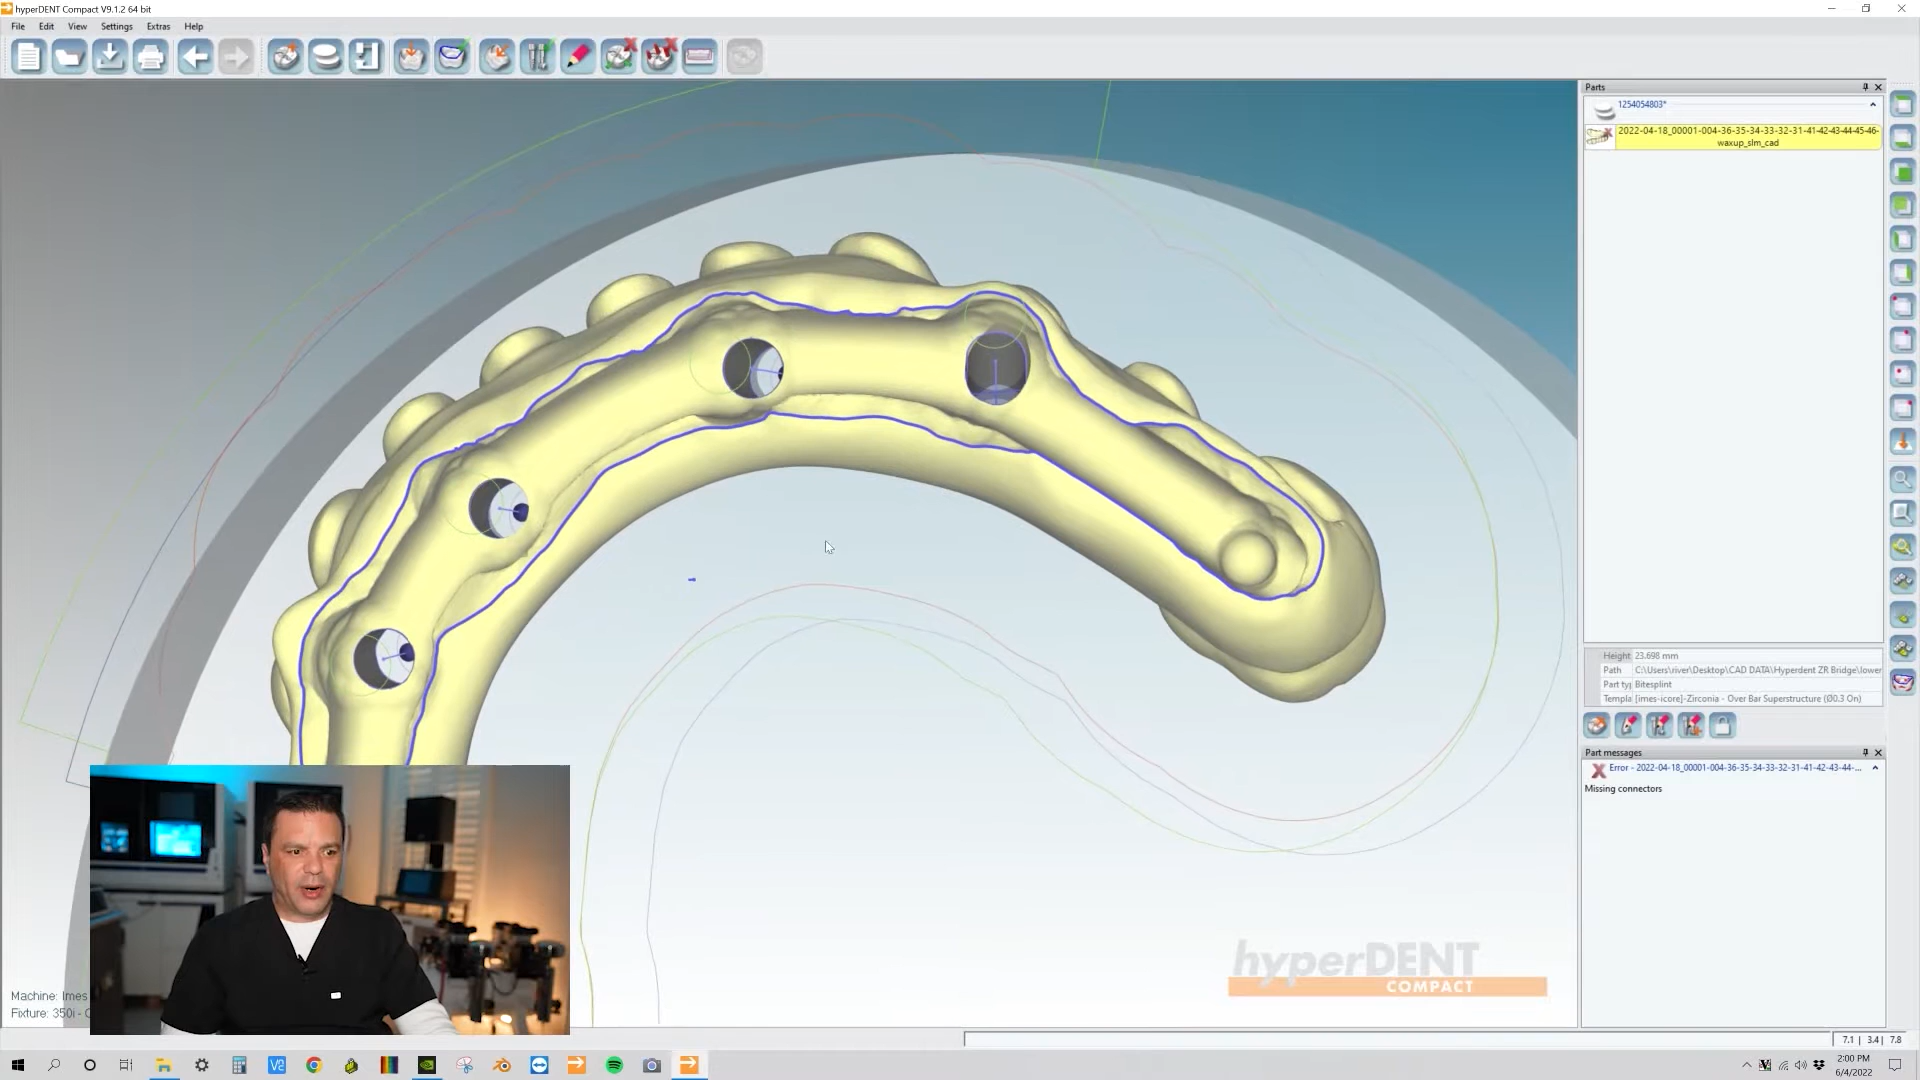 hyperDENT Compact V9.1.2 64 bit
File Edit View Settings Extras Help
Parts
1254054803*
2022-04-18_00001-004-36-35-34-33-32-31-41-42-43-44-45-46-
waxup_slm_cad
Height 23.698 mm
Path C:\Users\river\Desktop\CAD DATA\Hyperdent ZR Bridge\lower
Part typ Bitesplint
Templa [imes-icore]-Zirconia - Over Bar Superstructure (Ø0.3 On)
Part messages
Error - 2022-04-18_00001-004-36-35-34-33-32-31-41-42-43-44-...
Missing connectors
hyperDENT
COMPACT
Machine: Imes
Fixture: 350i - C
7.1 | 3.4 | 7.8
2:00 PM
6/4/2022